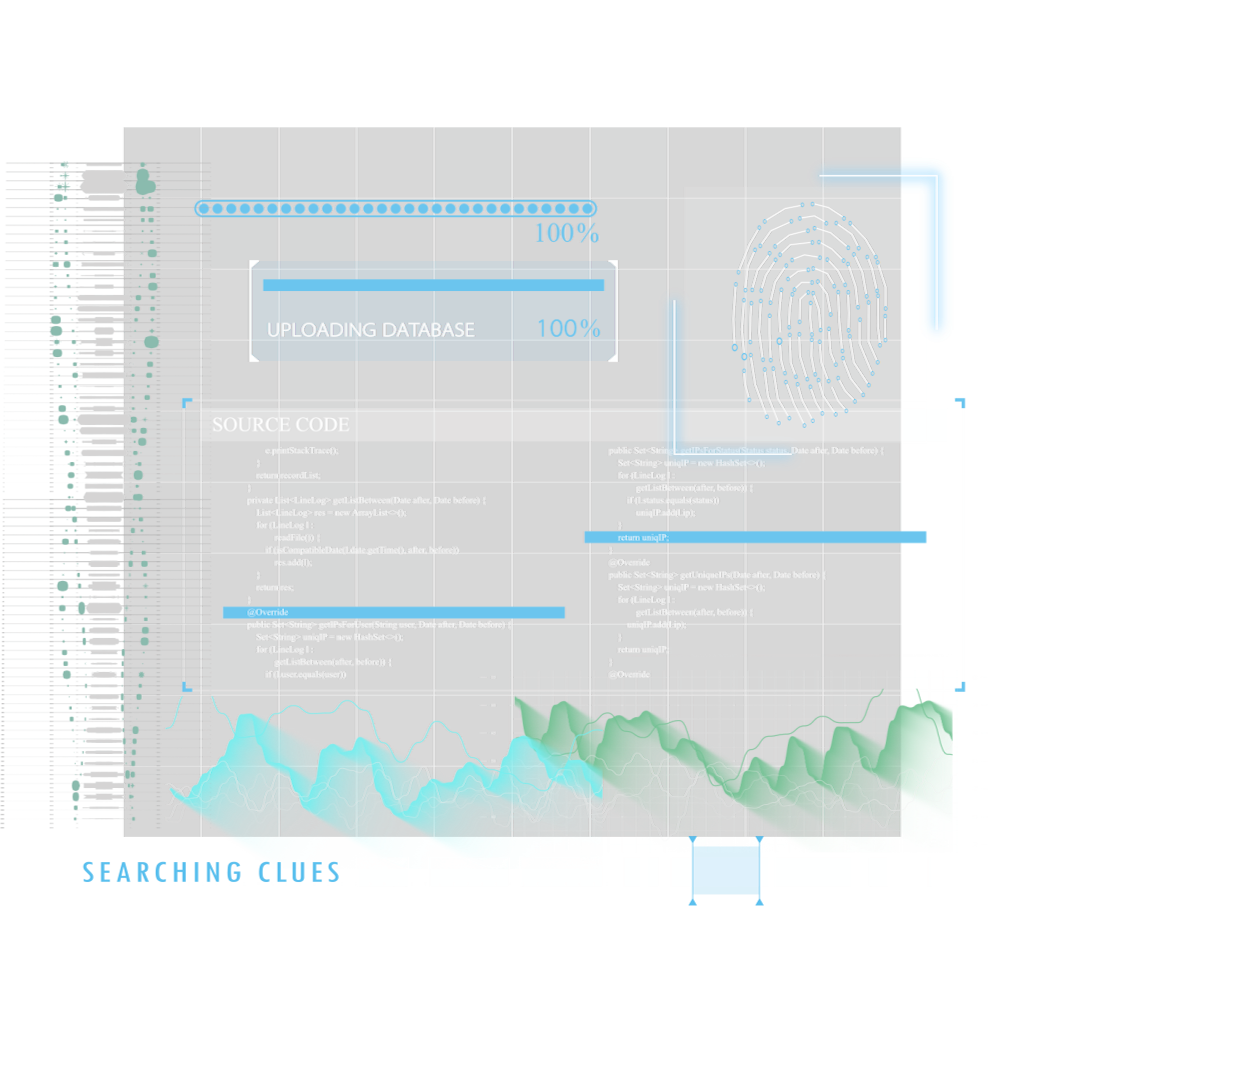 100%
UPLOADING DATABASE 100%
SOURCE CODE
e.printStackTrace();
}
return recordList;
}
private List<LineLog> getListBetween(Date after, Date before) {
List<LineLog> res = new ArrayList<>();
for (LineLog l :
readFile()) {
if (isCompatibleDate(l.date.getTime(), after, before))
res.add(l);
}
return res;
}
@Override
public Set<String> getIPsForUser(String user, Date after, Date before) {
Set<String> uniqIP = new HashSet<>();
for (LineLog l :
getListBetween(after, before)) {
if (l.user.equals(user))
public Set<String> getIPsForStatus(Status status, Date after, Date before) {
Set<String> uniqIP = new HashSet<>();
for (LineLog l :
getListBetween(after, before)) {
if (l.status.equals(status))
uniqIP.add(l.ip);
}
return uniqIP;
}
@Override
public Set<String> getUniqueIPs(Date after, Date before) {
Set<String> uniqIP = new HashSet<>();
for (LineLog l :
getListBetween(after, before)) {
uniqIP.add(l.ip);
}
return uniqIP;
}
@Override
SEARCHING CLUES